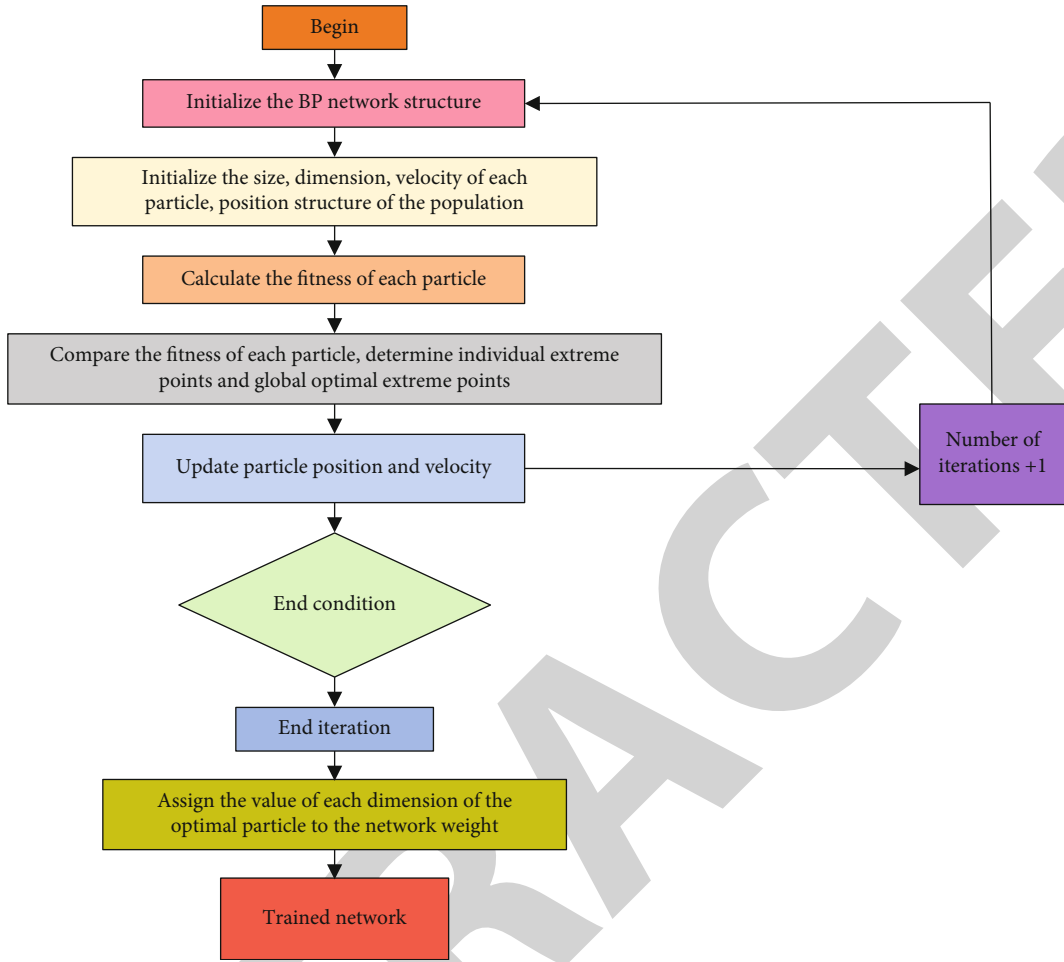 Begin
Initialize the BP network structure
Initialize the size, dimension, velocity of each
particle, position structure of the population
Calculate the fitness of each particle
Compare the fitness of each particle, determine individual extreme
points and global optimal extreme points
Update particle position and velocity
Number of
iterations +1
End condition
End iteration
Assign the value of each dimension of the
optimal particle to the network weight
Trained network
RACTE